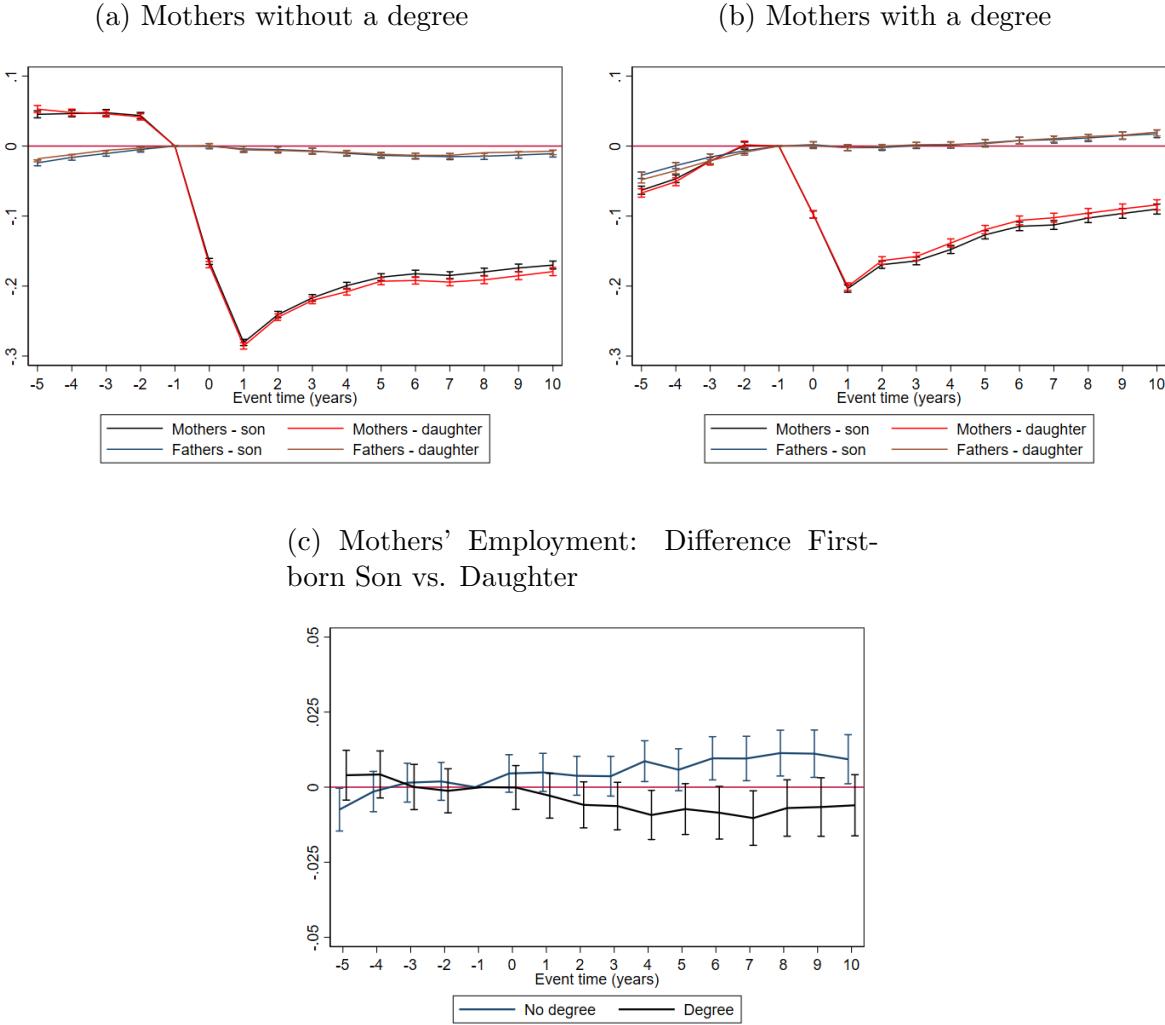 (a) Mothers without a degree
.1
0
-.1
-.2
-.3
-5 -4 -3 -2 -1 0 1 2 3 4 5 6 7 8 9 10
Event time (years)
Mothers - son Mothers - daughter
Fathers - son Fathers - daughter
(b) Mothers with a degree
.1
0
-.1
-.2
-.3
-5 -4 -3 -2 -1 0 1 2 3 4 5 6 7 8 9 10
Event time (years)
Mothers - son Mothers - daughter
Fathers - son Fathers - daughter
(c) Mothers' Employment: Difference First-
born Son vs. Daughter
.05
.025
0
-.025
-.05
-5 -4 -3 -2 -1 0 1 2 3 4 5 6 7 8 9 10
Event time (years)
No degree Degree